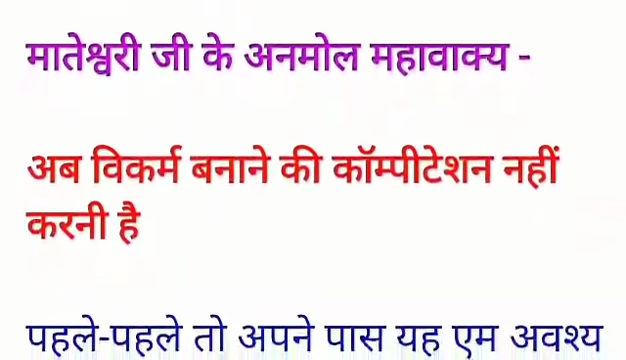 मातेश्वरी जी के अनमोल महावाक्य -
अब विकर्म बनाने की कॉम्पीटेशन नहीं
करनी है
पहले-पहले तो अपने पास यह एम अवश्य